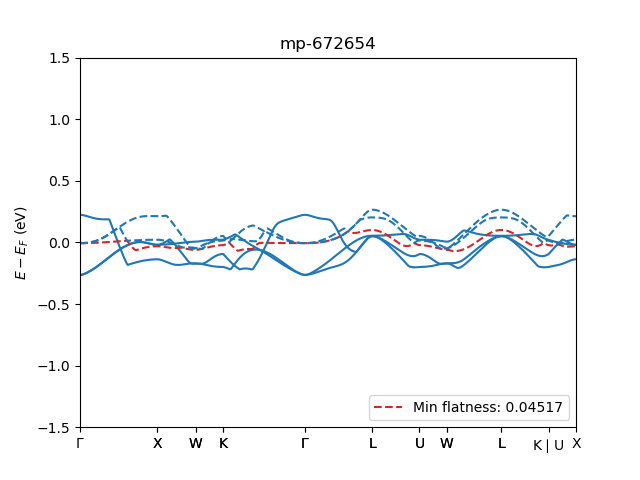 mp-672654
1.5
1.0
0.5
0.0
−0.5
−1.0
−1.5
E − E_F (eV)
Min flatness: 0.04517
Γ X W K Γ L U W L K | U X